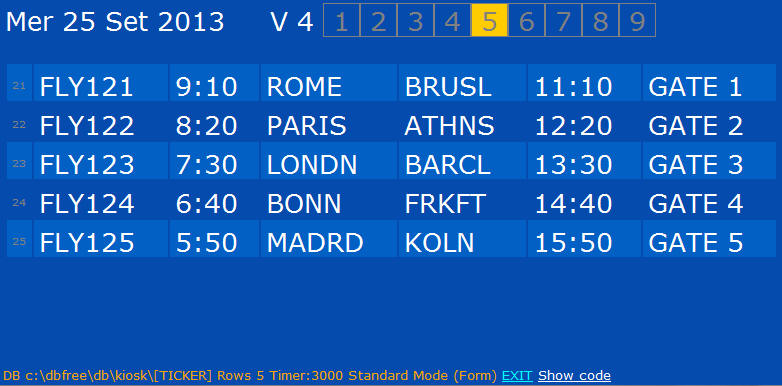 Mer 25 Set 2013 V 4 1 2 3 4 5 6 7 8 9
21 FLY121 9:10 ROME BRUSL 11:10 GATE 1
22 FLY122 8:20 PARIS ATHNS 12:20 GATE 2
23 FLY123 7:30 LONDN BARCL 13:30 GATE 3
24 FLY124 6:40 BONN FRKFT 14:40 GATE 4
25 FLY125 5:50 MADRD KOLN 15:50 GATE 5
DB c:\dbfree\db\kiosk\[TICKER] Rows 5 Timer:3000 Standard Mode (Form) EXIT Show code